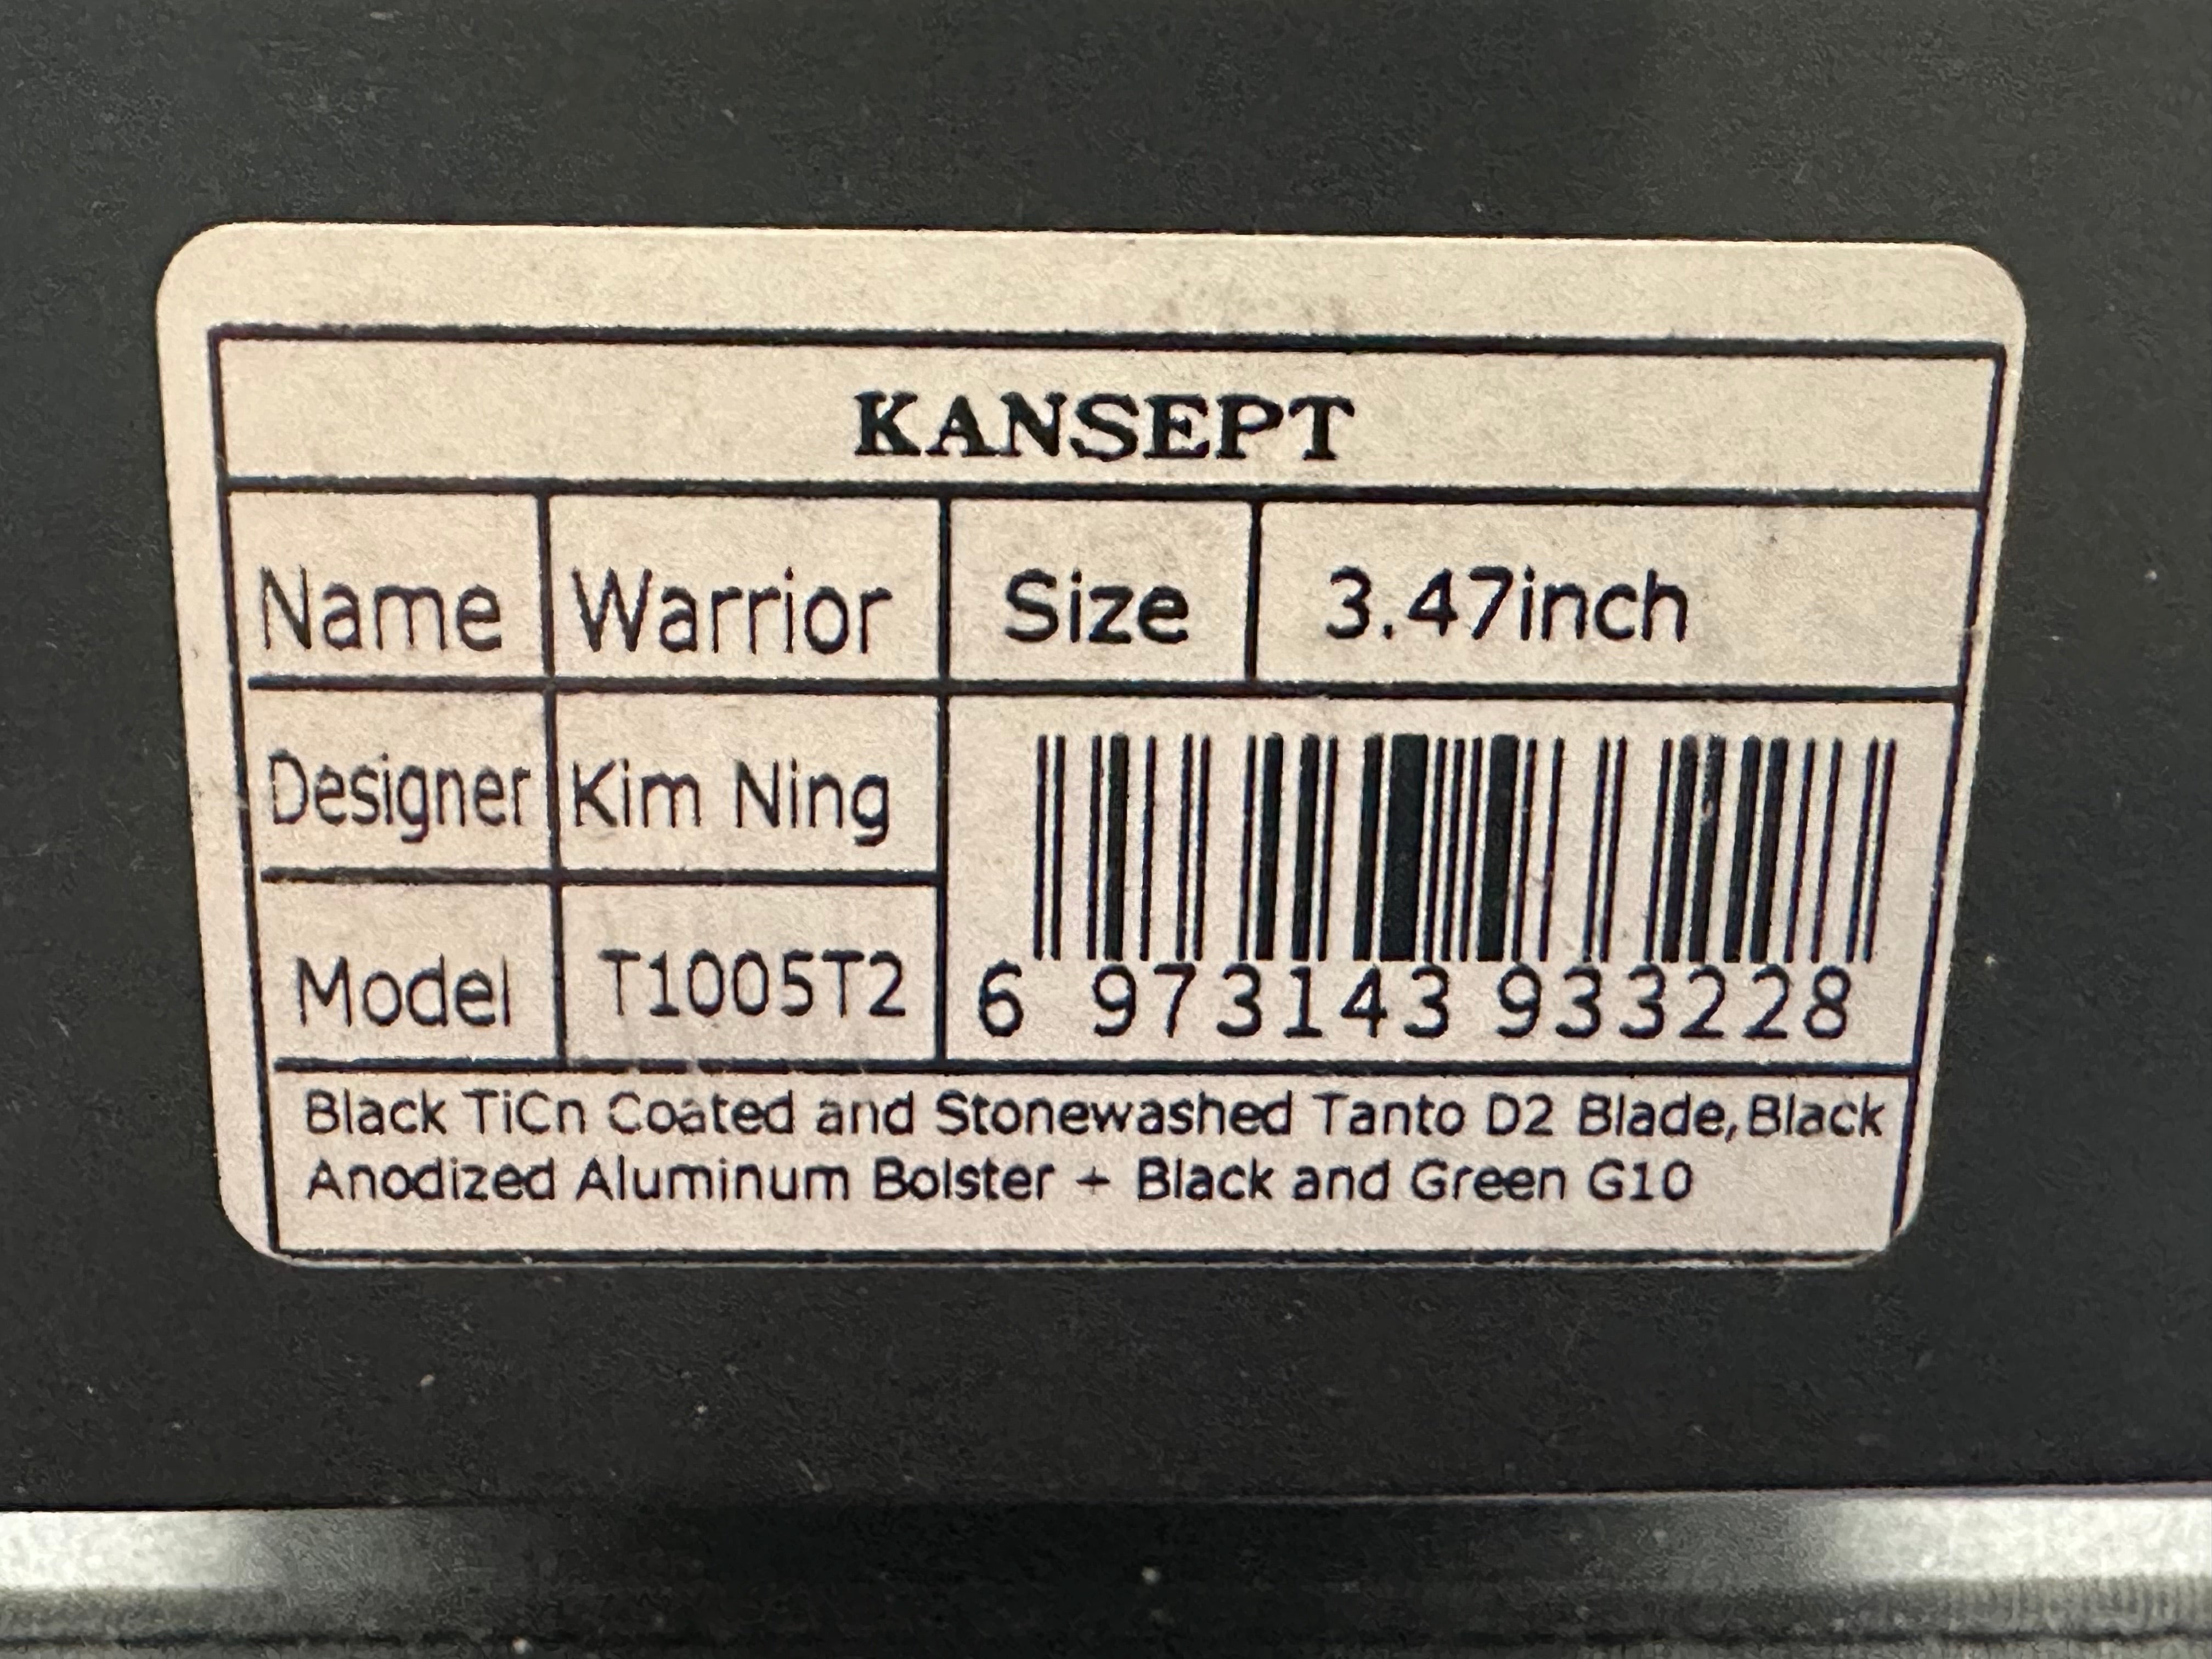 KANSEPT
Name Warrior Size 3.47inch
Designer Kim Ning
Model T1005T2 6 973143 933228
Black TiCn Coated and Stonewashed Tanto D2 Blade,Black
Anodized Aluminum Bolster + Black and Green G10